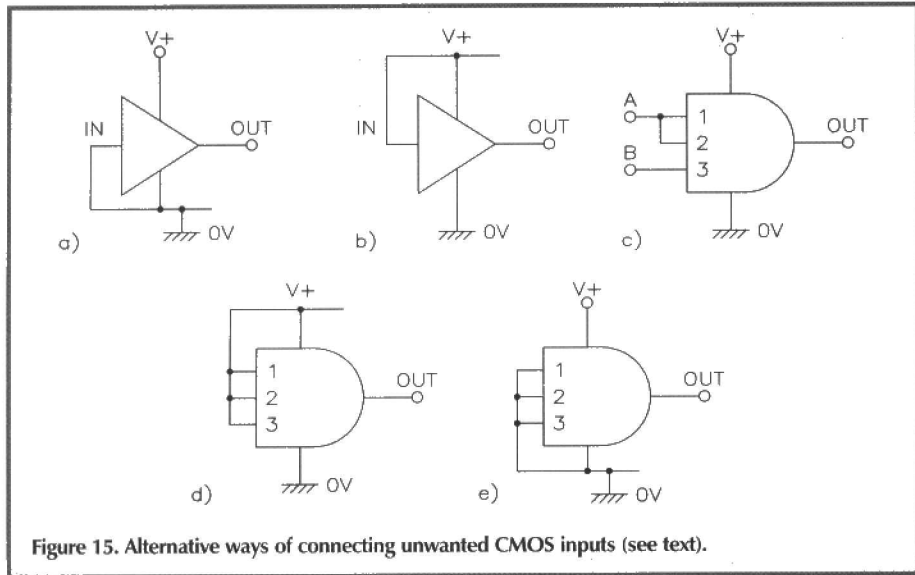 V+
IN
OUT
0V
a)
V+
IN
OUT
0V
b)
V+
A
1
2
B
3
OUT
0V
c)
V+
1
2
3
OUT
0V
d)
V+
1
2
3
OUT
0V
e)
Figure 15. Alternative ways of connecting unwanted CMOS inputs (see text).